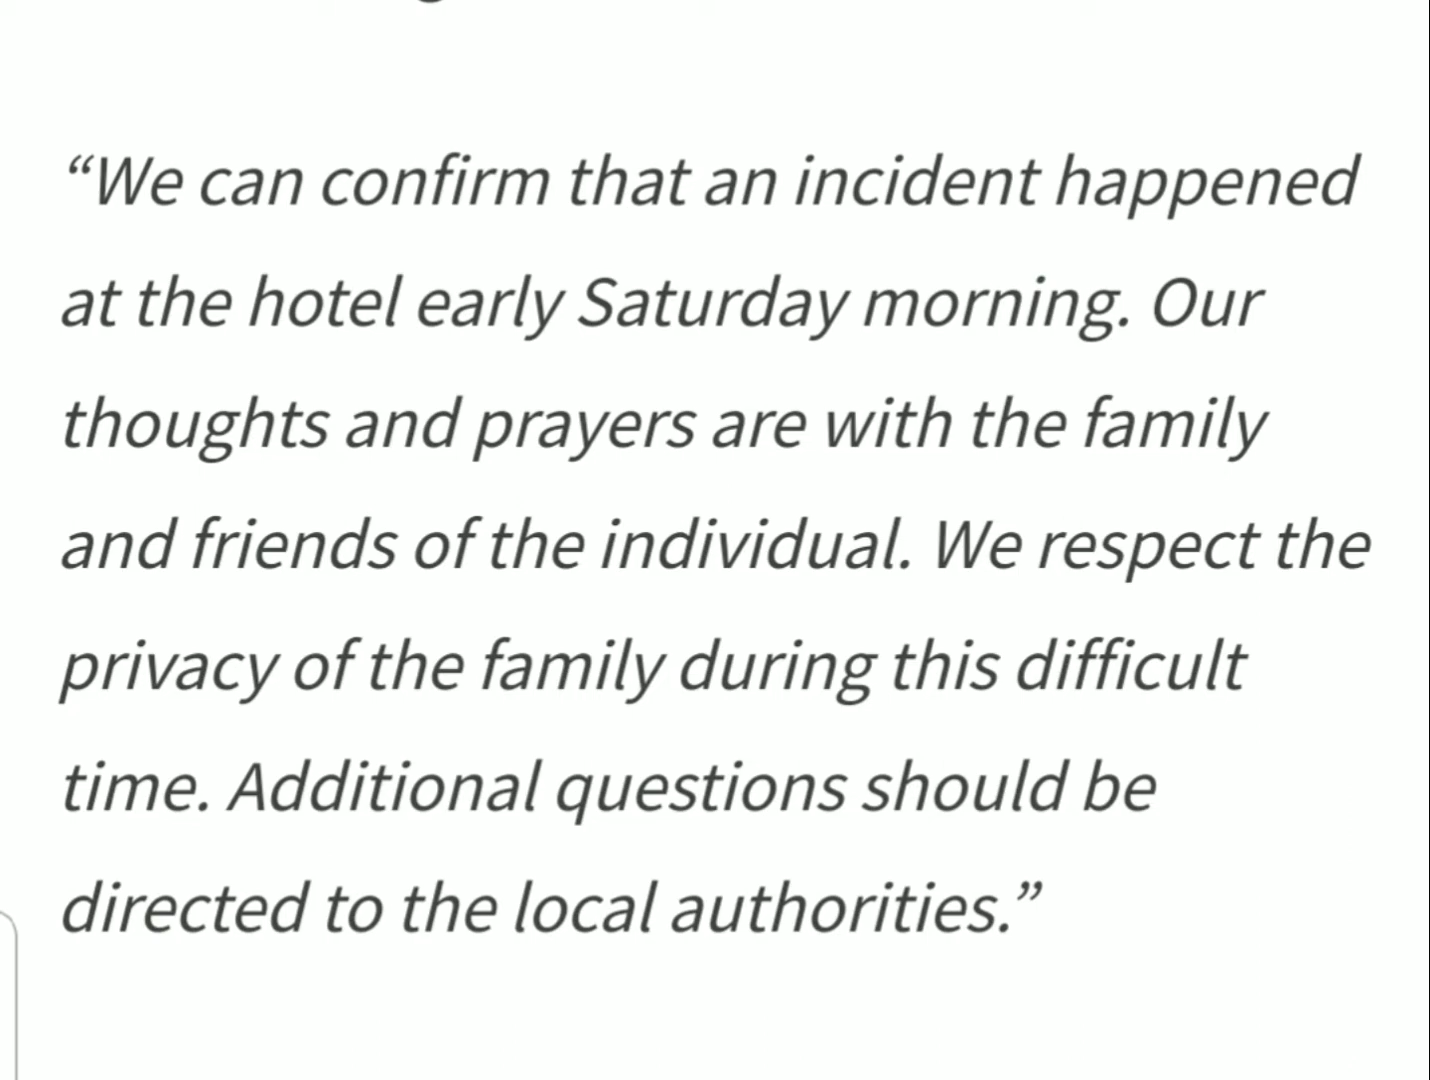 “We can confirm that an incident happened
at the hotel early Saturday morning. Our
thoughts and prayers are with the family
and friends of the individual. We respect the
privacy of the family during this difficult
time. Additional questions should be
directed to the local authorities.”